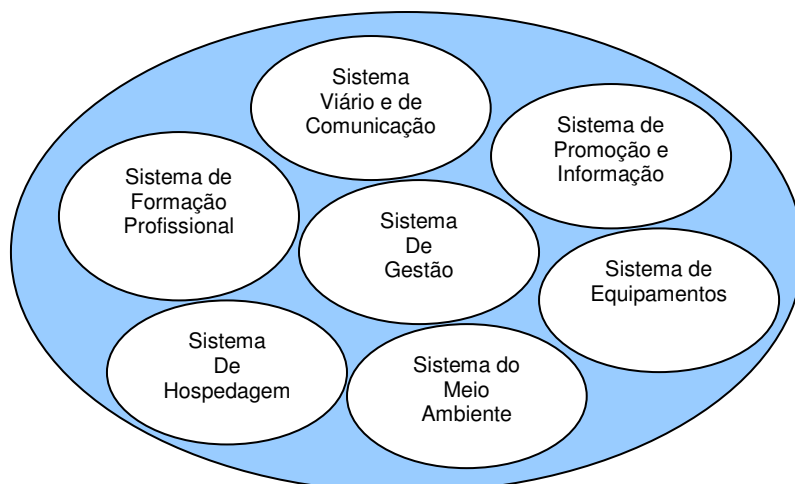 Sistema
Viário e de
Comunicação
Sistema de
Promoção e
Informação
Sistema de
Formação
Profissional
Sistema
De
Gestão
Sistema de
Equipamentos
Sistema
De
Hospedagem
Sistema do
Meio
Ambiente